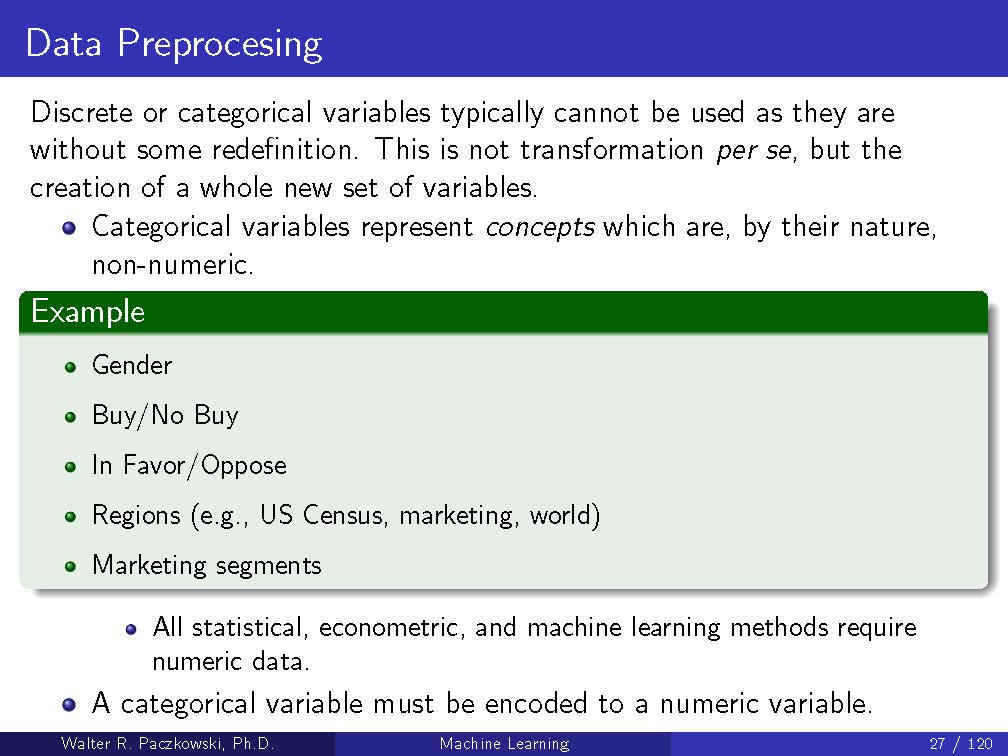 Data Preprocesing
Discrete or categorical variables typically cannot be used as they are
without some redefinition. This is not transformation per se, but the
creation of a whole new set of variables.
Categorical variables represent concepts which are, by their nature,
non-numeric.
Example
Gender
Buy/No Buy
In Favor/Oppose
Regions (e.g., US Census, marketing, world)
Marketing segments
All statistical, econometric, and machine learning methods require
numeric data.
A categorical variable must be encoded to a numeric variable.
Walter R. Paczkowski, Ph.D. Machine Learning 27 / 120